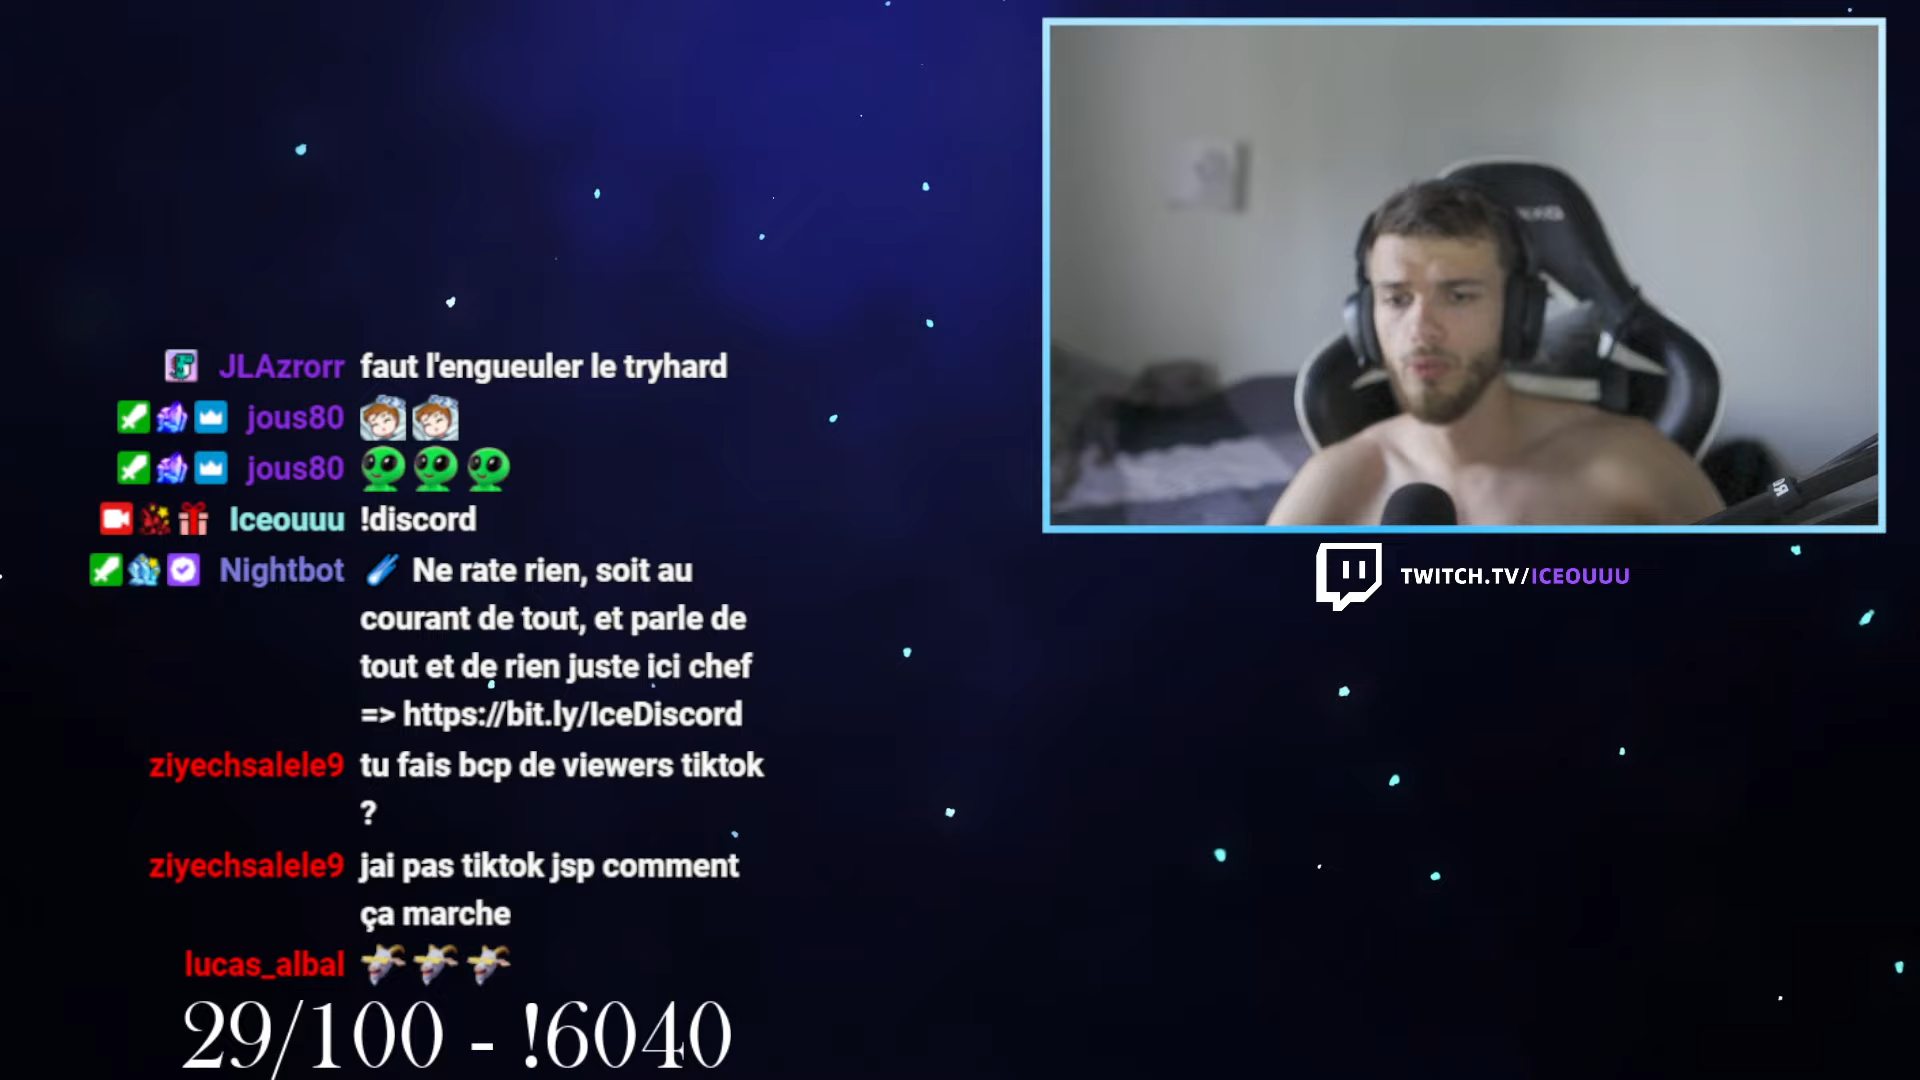 JLAzrorr faut l'engueuler le tryhard
jous80
jous80
Iceouuu !discord
Nightbot Ne rate rien, soit au
courant de tout, et parle de
tout et de rien juste ici chef
=> https://bit.ly/IceDiscord
ziyechsalele9 tu fais bcp de viewers tiktok
?
ziyechsalele9 jai pas tiktok jsp comment
ça marche
lucas_albal
29/100 - !6040
TWITCH.TV/ICEOUUU